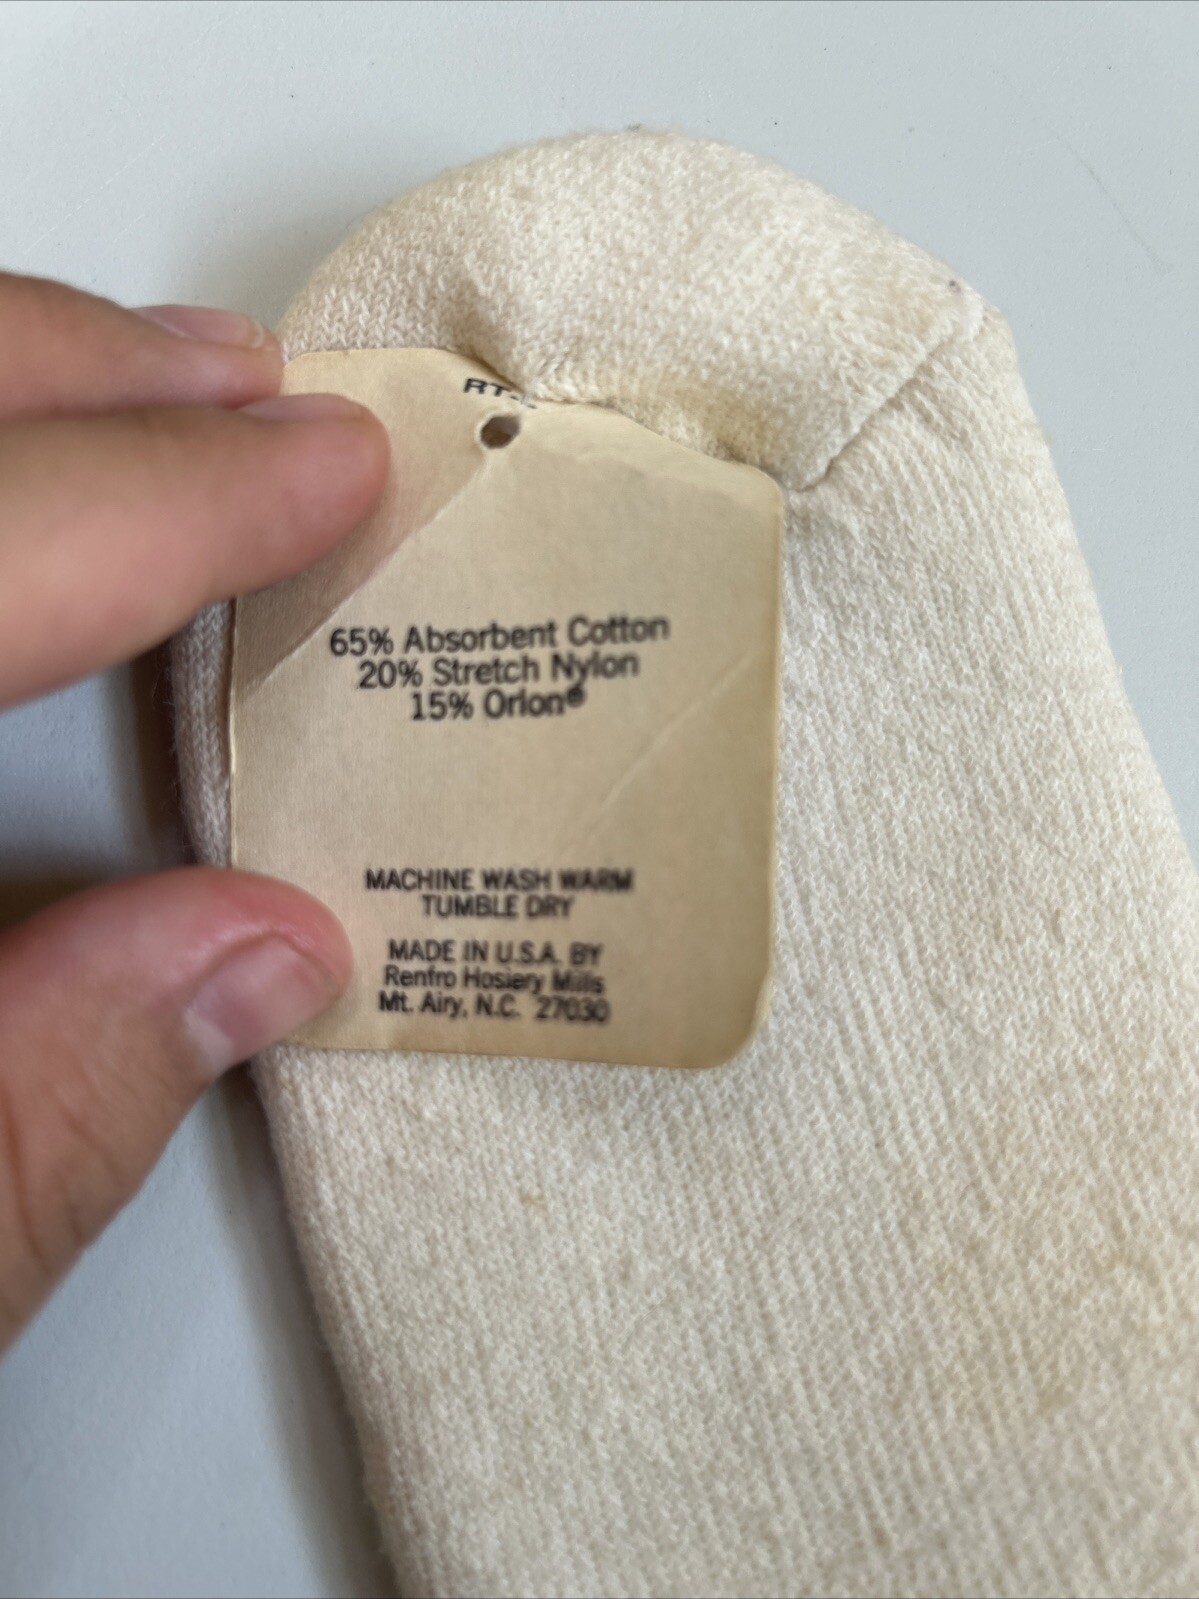 65% Absorbent Cotton
20% Stretch Nylon
15% Orlon®
MACHINE WASH WARM
TUMBLE DRY
MADE IN U.S.A. BY
Renfro Hosiery Mills
Mt. Airy, N.C. 27030